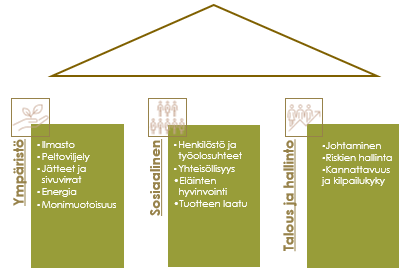 Ympäristö
• Ilmasto
• Peltoviljely
• Jätteet ja
sivuvirrat
• Energia
• Monimuotoisuus
Sosiaalinen
• Henkilöstö ja
työolosuhteet
• Yhteisöllisyys
• Eläinten
hyvinvointi
• Tuotteen laatu
Talous ja hallinto
• Johtaminen
• Riskien hallinta
• Kannattavuus
ja kilpailukyky